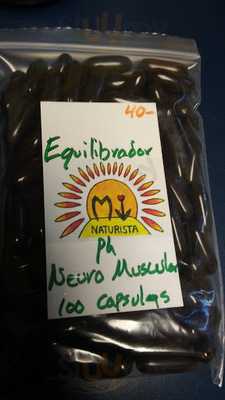 40-
Equilibrador
M
NATURISTA
Ph
Neuro Muscular
100 capsulas